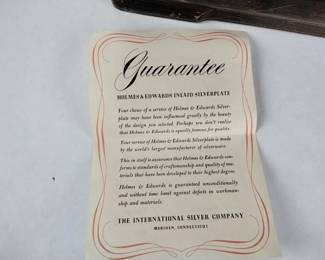 Guarantee
HOLMES & EDWARDS INLAID SILVERPLATE
Your choice of a service of Holmes & Edwards Silver-
plate may have been influenced greatly by the beauty
of the design you selected. Perhaps you don't realize
that Holmes & Edwards is equally famous for quality.
Your service of Holmes & Edwards Silverplate is made
by the world's largest manufacturer of silverware.
This in itself is assurance that Holmes & Edwards con-
forms to standards of craftsmanship and quality of ma-
terials that have been developed to their highest degree.
Holmes & Edwards is guaranteed unconditionally
and without time limit against defects in workman-
ship and materials.
THE INTERNATIONAL SILVER COMPANY
MERIDEN, CONNECTICUT